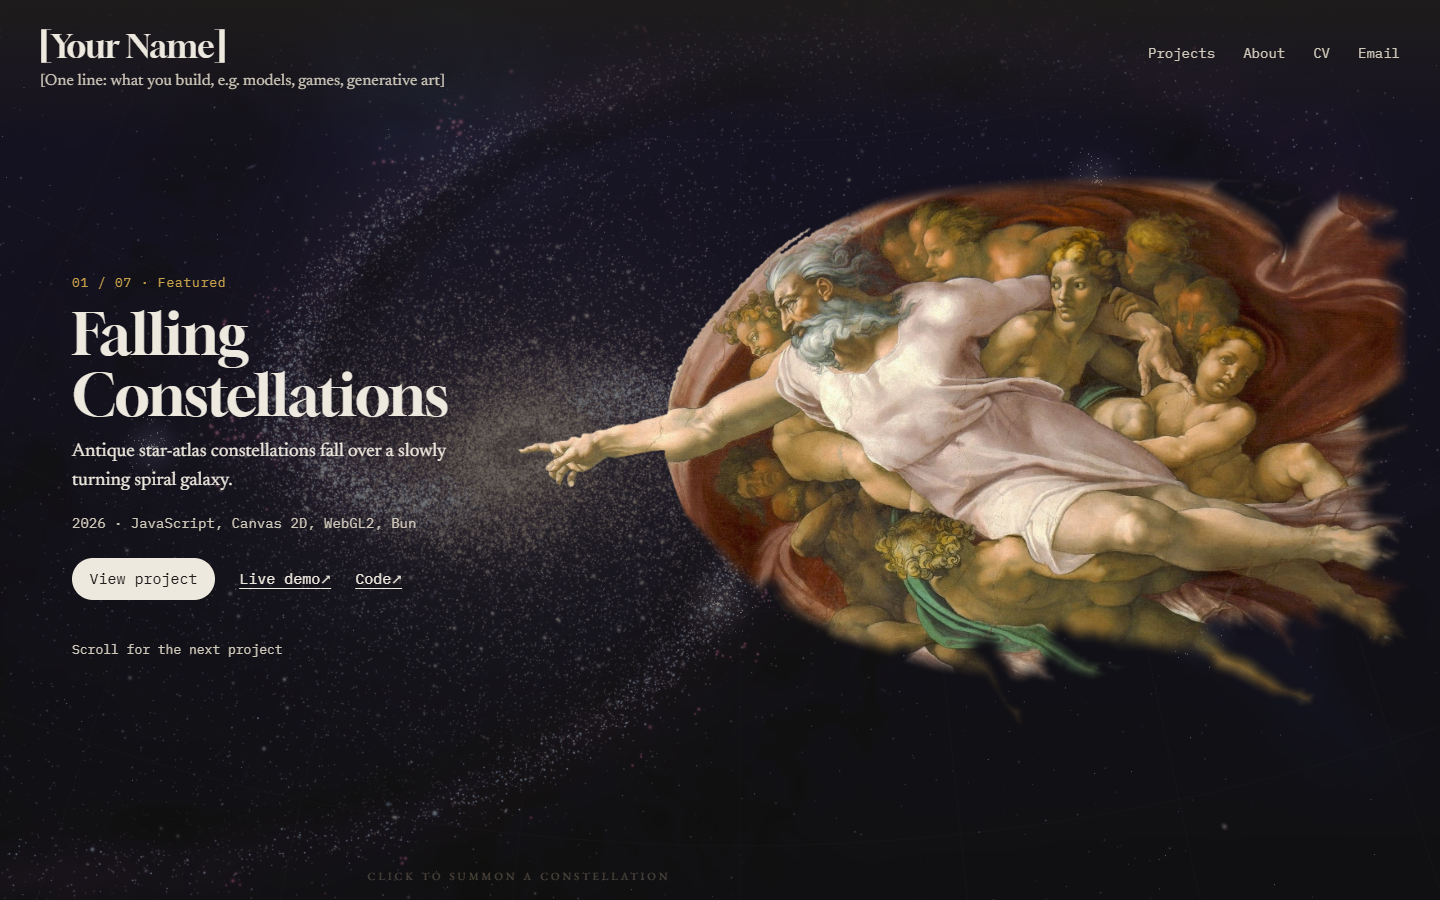 [Your Name]
[One line: what you build, e.g. models, games, generative art]
Projects About CV Email
01 / 07 · Featured
Falling
Constellations
Antique star-atlas constellations fall over a slowly
turning spiral galaxy.
2026 · JavaScript, Canvas 2D, WebGL2, Bun
View project Live demo↗ Code↗
Scroll for the next project
CLICK TO SUMMON A CONSTELLATION